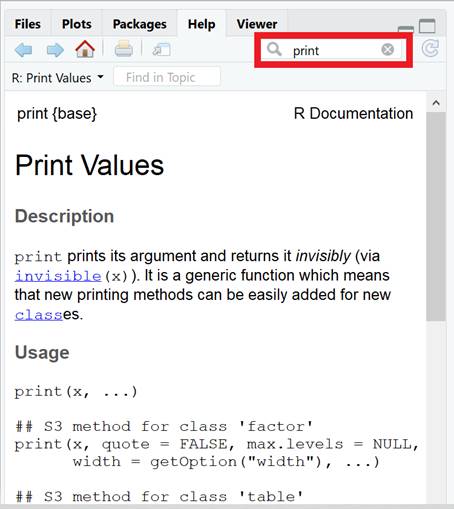 Files Plots Packages Help Viewer
print
R: Print Values Find in Topic
print {base} R Documentation
Print Values
Description
print prints its argument and returns it invisibly (via
invisible(x)). It is a generic function which means
that new printing methods can be easily added for new
classes.
Usage
print(x, ...)
## S3 method for class 'factor'
print(x, quote = FALSE, max.levels = NULL,
width = getOption("width"), ...)
## S3 method for class 'table'